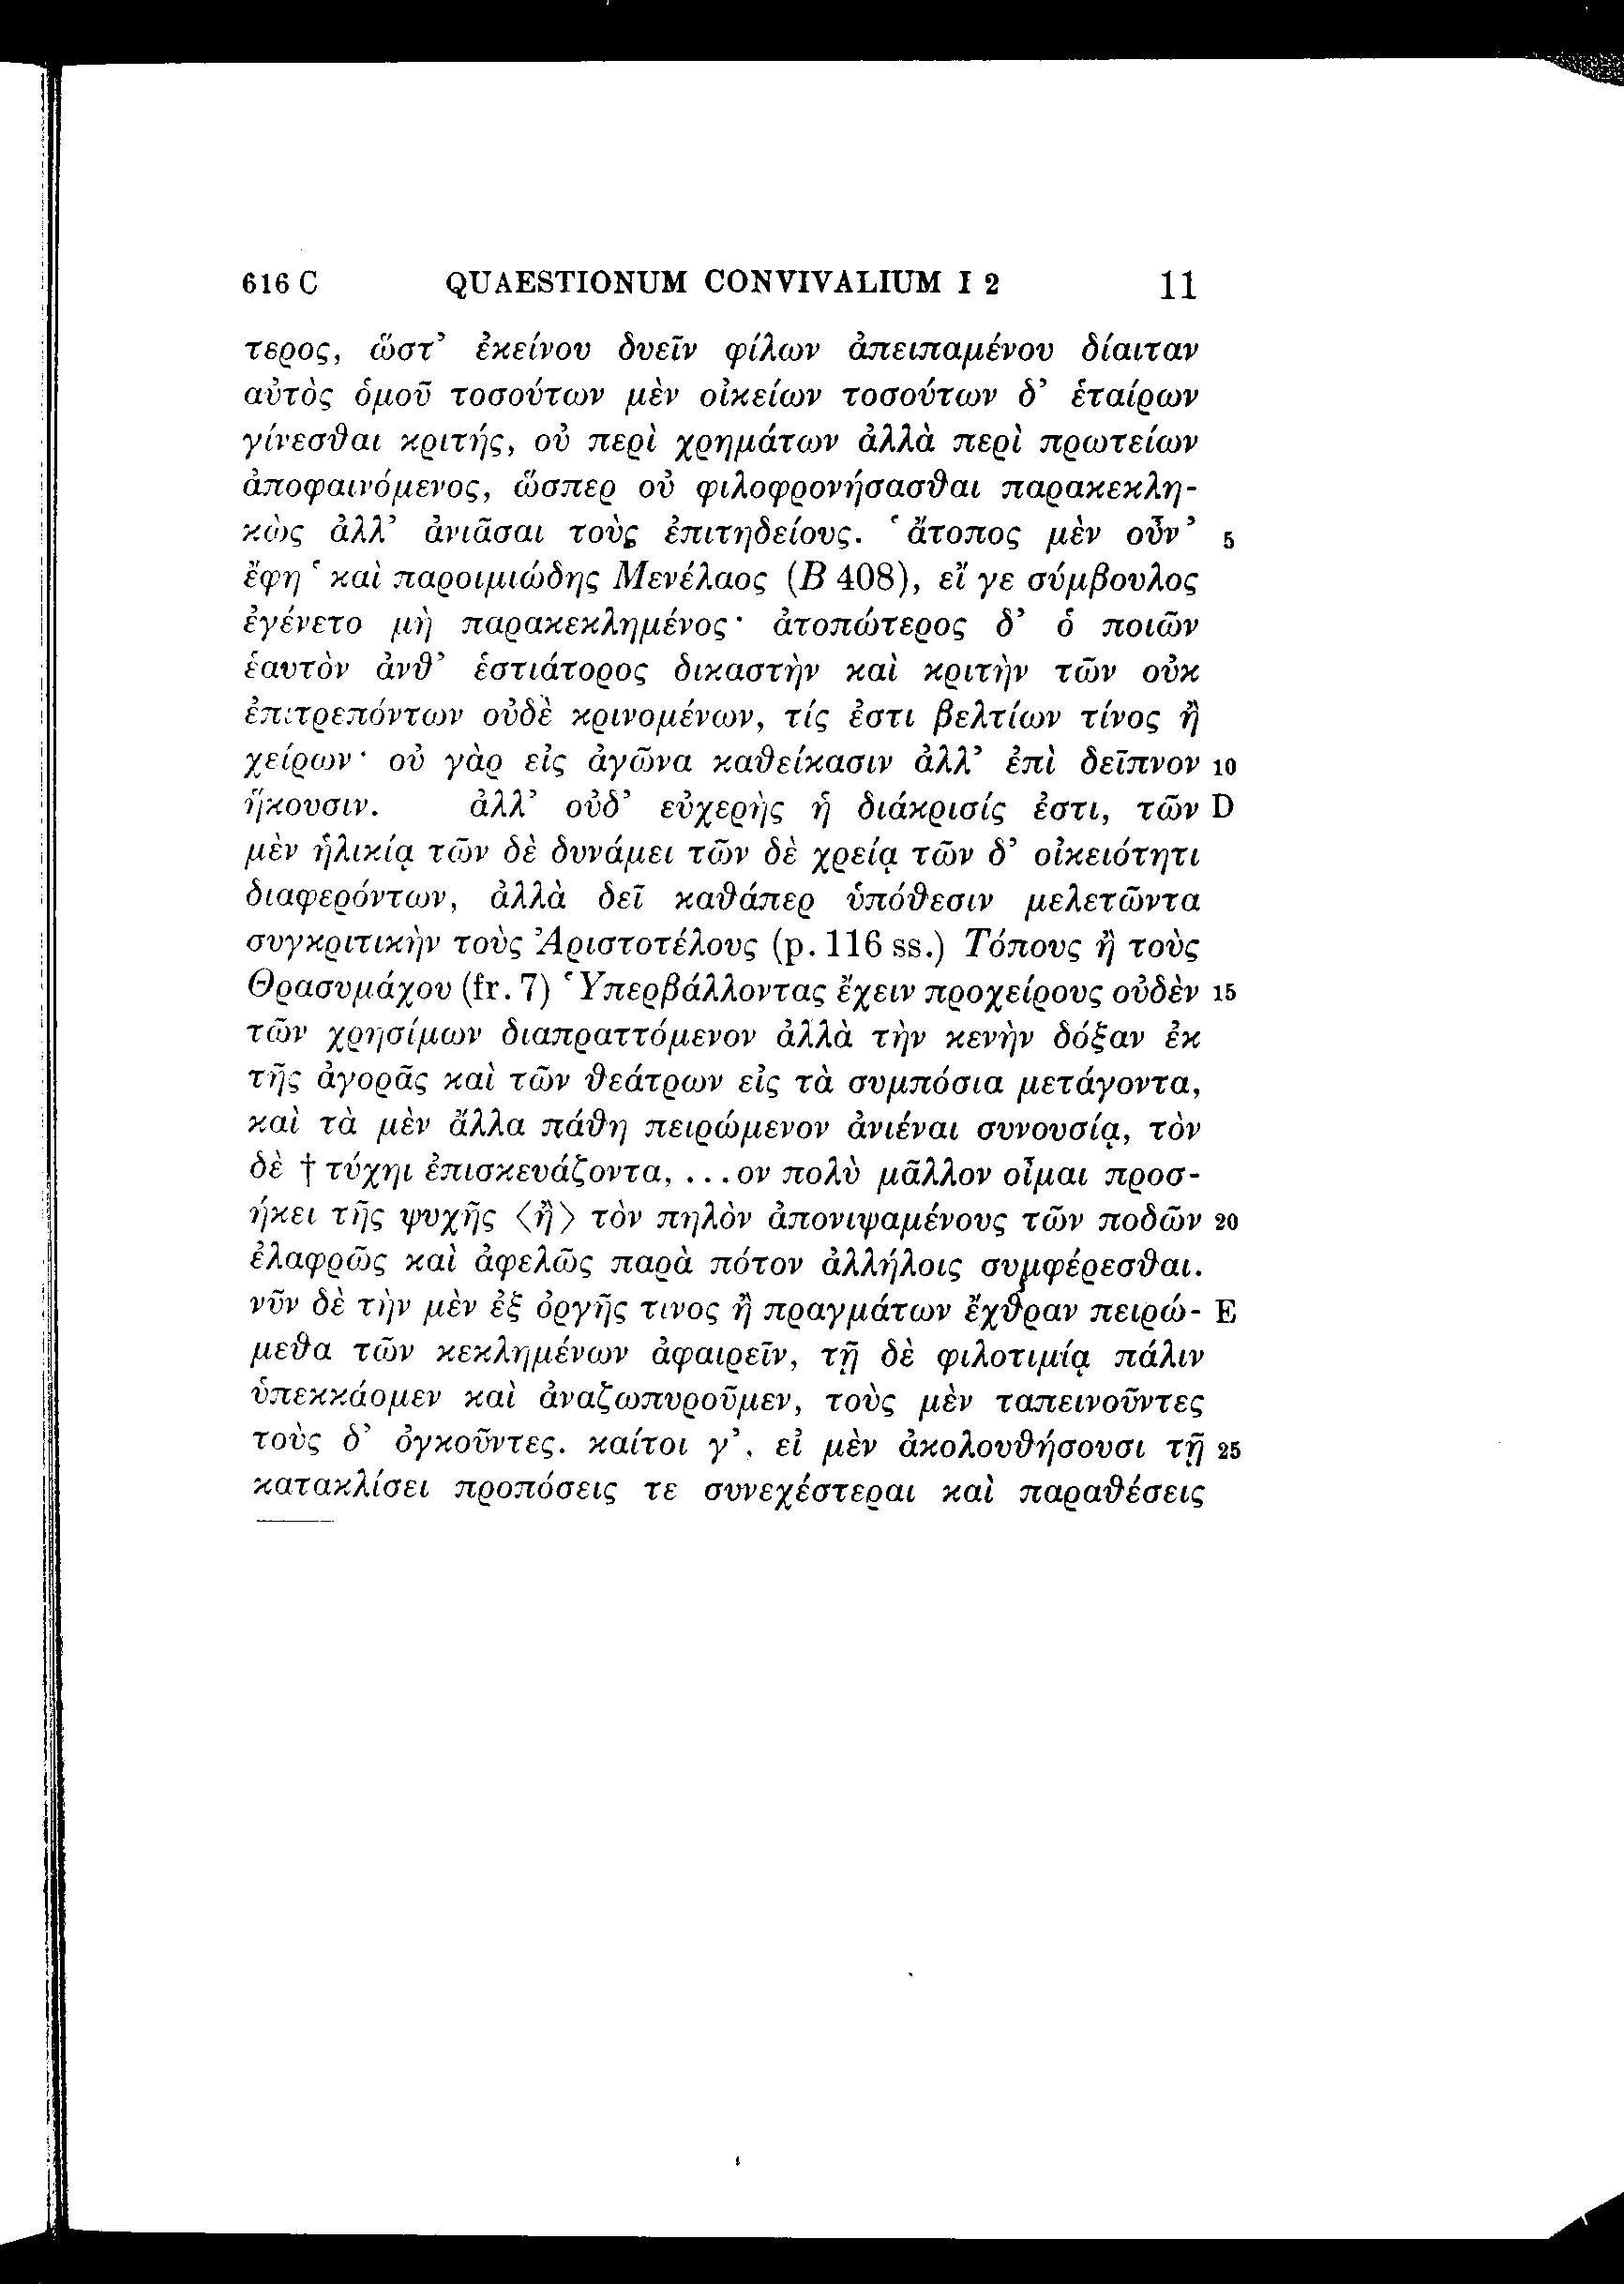 616 C QUAESTIONUM CONVIVALIUM I 2 11
τερος, ὥστ’ ἐκείνου δυεῖν φίλων ἀπειπαμένου δίαιταν
αὐτὸς ὁμοῦ τοσούτων μὲν οἰκείων τοσούτων δ’ ἑταίρων
γίνεσθαι κριτής, οὐ περὶ χρημάτων ἀλλὰ περὶ πρωτείων
ἀποφαινόμενος, ὥσπερ οὐ φιλοφρονήσασθαι παρακεκλη-
κὼς ἀλλ’ ἀνιᾶσαι τοὺς ἐπιτηδείους. ‘ἄτοπος μὲν οὖν’ 5
ἔφη ‘καὶ παροιμιώδης Μενέλαος (Β 408), εἴ γε σύμβουλος
ἐγένετο μὴ παρακεκλημένος· ἀτοπώτερος δ’ ὁ ποιῶν
ἑαυτὸν ἀνθ’ ἑστιάτορος δικαστὴν καὶ κριτὴν τῶν οὐκ
ἐπιτρεπόντων οὐδὲ κρινομένων, τίς ἐστι βελτίων τίνος ἢ
χείρων· οὐ γὰρ εἰς ἀγῶνα καθείκασιν ἀλλ’ ἐπὶ δεῖπνον 10
ἥκουσιν. ἀλλ’ οὐδ’ εὐχερὴς ἡ διάκρισίς ἐστι, τῶν D
μὲν ἡλικίᾳ τῶν δὲ δυνάμει τῶν δὲ χρείᾳ τῶν δ’ οἰκειότητι
διαφερόντων, ἀλλὰ δεῖ καθάπερ ὑπόθεσιν μελετῶντα
συγκριτικὴν τοὺς Ἀριστοτέλους (p. 116 ss.) Τόπους ἢ τοὺς
Θρασυμάχου (fr. 7) Ὑπερβάλλοντας ἔχειν προχείρους οὐδὲν 15
τῶν χρησίμων διαπραττόμενον ἀλλὰ τὴν κενὴν δόξαν ἐκ
τῆς ἀγορᾶς καὶ τῶν θεάτρων εἰς τὰ συμπόσια μετάγοντα,
καὶ τὰ μὲν ἄλλα πάθη πειρώμενον ἀνιέναι συνουσίᾳ, τὸν
δὲ † τύχηι ἐπισκευάζοντα, ...ον πολὺ μᾶλλον οἶμαι προσ-
ήκει τῆς ψυχῆς 〈ἢ〉 τὸν πηλὸν ἀπονιψαμένους τῶν ποδῶν 20
ἐλαφρῶς καὶ ἀφελῶς παρὰ πότον ἀλλήλοις συμφέρεσθαι.
νῦν δὲ τὴν μὲν ἐξ ὀργῆς τινος ἢ πραγμάτων ἔχθραν πειρώ- E
μεθα τῶν κεκλημένων ἀφαιρεῖν, τῇ δὲ φιλοτιμίᾳ πάλιν
ὑπεκκάομεν καὶ ἀναζωπυροῦμεν, τοὺς μὲν ταπεινοῦντες
τοὺς δ’ ὀγκοῦντες. καίτοι γ’, εἰ μὲν ἀκολουθήσουσι τῇ 25
κατακλίσει προπόσεις τε συνεχέστεραι καὶ παραθέσεις